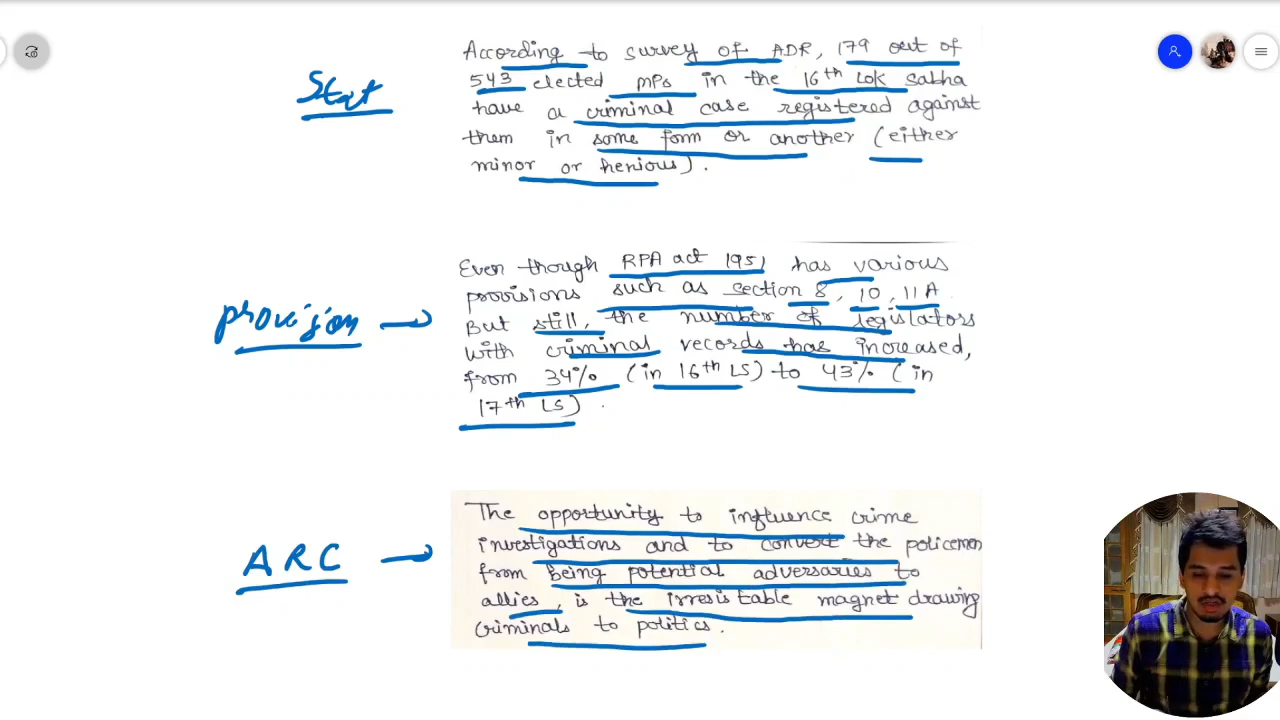 Stat
According to survey of ADR, 179 out of
543 elected MPs in the 16th Lok Sabha
have a criminal case registered against
them in some form or another (either
minor or henious).
provision
Even though RPA act 1951 has various
provisions such as section 8, 10, 11A
But still, the number of legislators
with criminal records has increased,
from 34% (in 16th LS) to 43% (in
17th LS).
ARC
The opportunity to influence crime
investigations and to convert the policemen
from being potential adversaries to
allies, is the irresistable magnet drawing
criminals to politics.